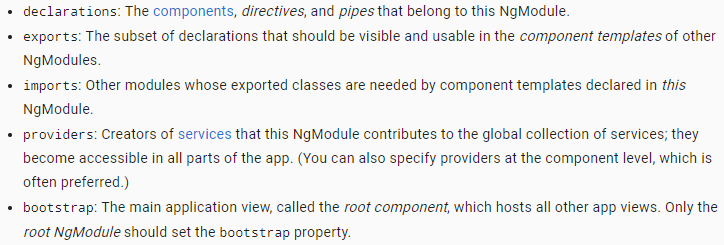 • declarations: The components, directives, and pipes that belong to this NgModule.
• exports: The subset of declarations that should be visible and usable in the component templates of other
NgModules.
• imports: Other modules whose exported classes are needed by component templates declared in this
NgModule.
• providers: Creators of services that this NgModule contributes to the global collection of services; they
become accessible in all parts of the app. (You can also specify providers at the component level, which is
often preferred.)
• bootstrap: The main application view, called the root component, which hosts all other app views. Only the
root NgModule should set the bootstrap property.